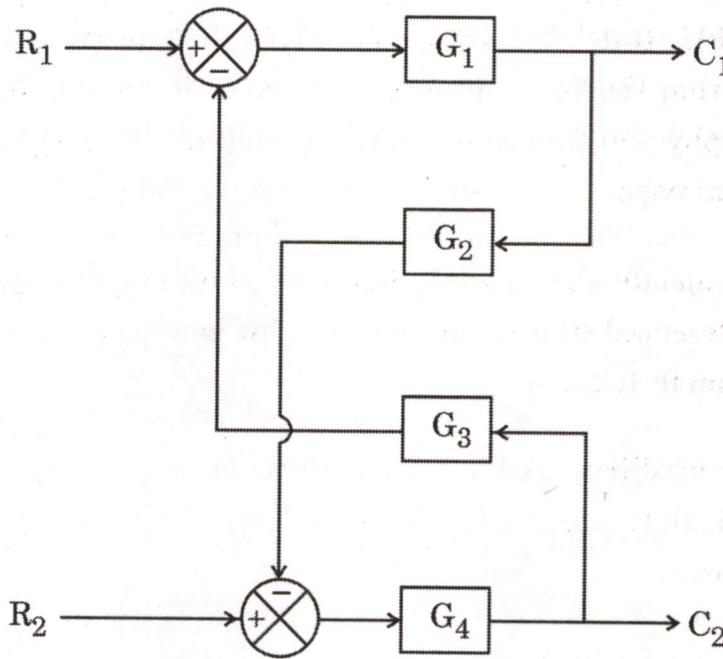 R₁ + − G₁ C₁
G₂
G₃
R₂ + − G₄ C₂